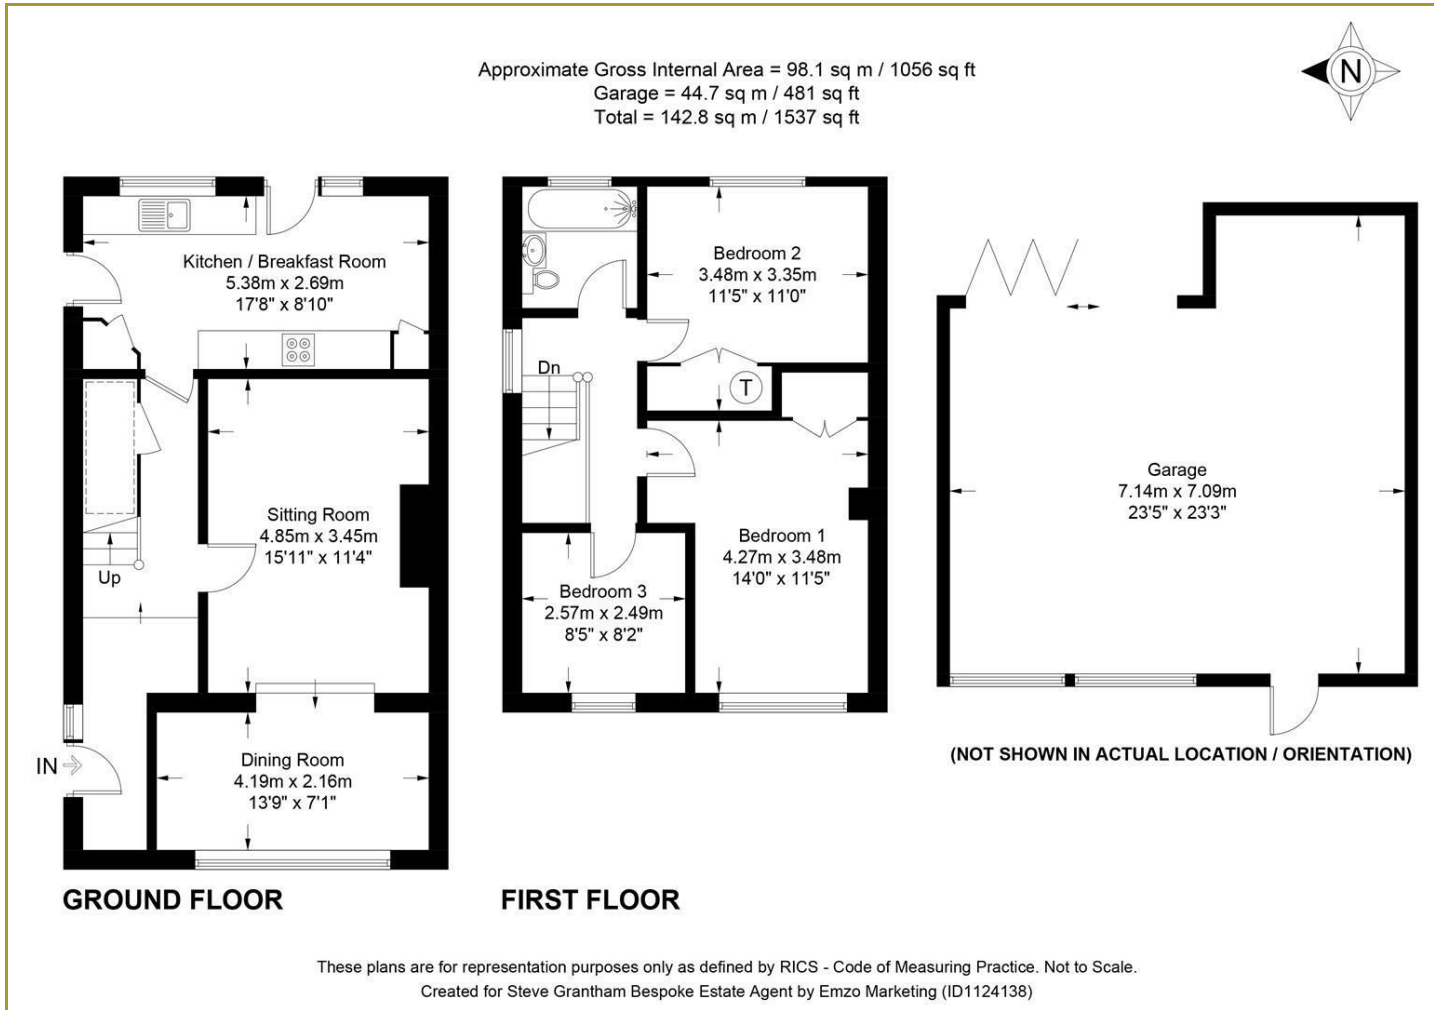 Approximate Gross Internal Area = 98.1 sq m / 1056 sq ft
Garage = 44.7 sq m / 481 sq ft
Total = 142.8 sq m / 1537 sq ft
N
Kitchen / Breakfast Room
5.38m x 2.69m
17'8" x 8'10"
Sitting Room
4.85m x 3.45m
15'11" x 11'4"
Up
IN
Dining Room
4.19m x 2.16m
13'9" x 7'1"
GROUND FLOOR
Bedroom 2
3.48m x 3.35m
11'5" x 11'0"
Dn
T
Bedroom 1
4.27m x 3.48m
14'0" x 11'5"
Bedroom 3
2.57m x 2.49m
8'5" x 8'2"
FIRST FLOOR
Garage
7.14m x 7.09m
23'5" x 23'3"
(NOT SHOWN IN ACTUAL LOCATION / ORIENTATION)
These plans are for representation purposes only as defined by RICS - Code of Measuring Practice. Not to Scale.
Created for Steve Grantham Bespoke Estate Agent by Emzo Marketing (ID1124138)